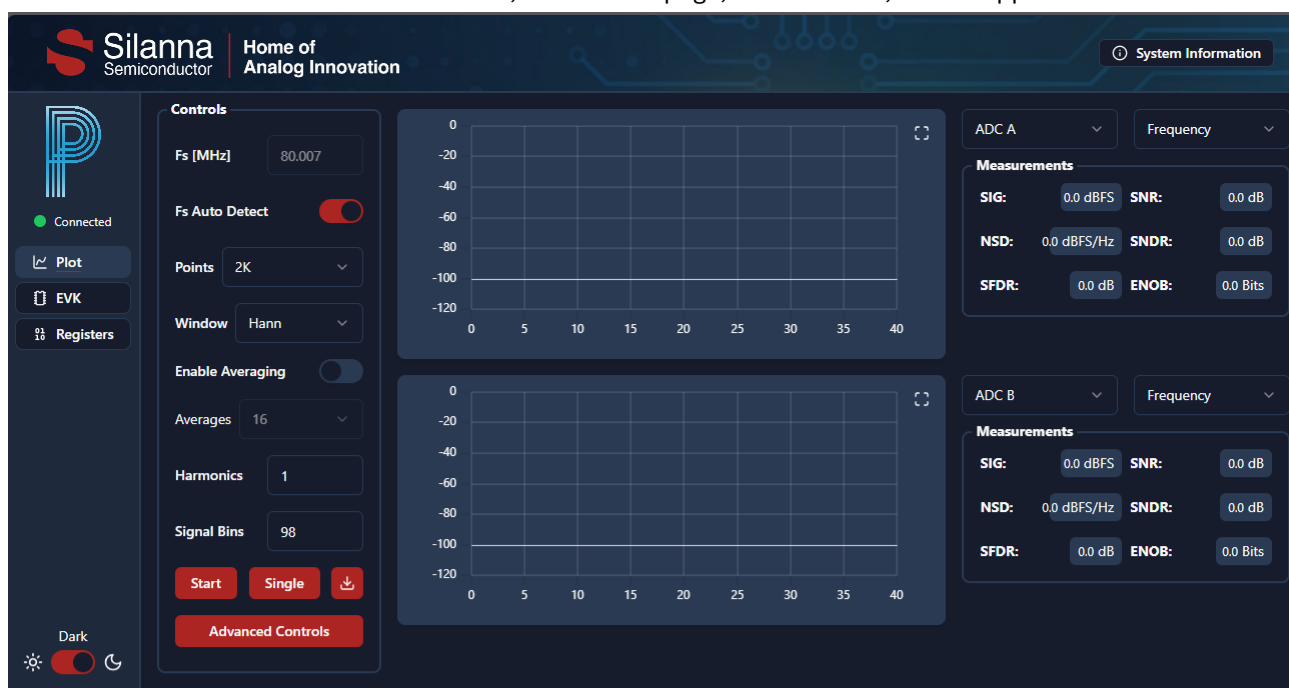 Silanna
Semiconductor
Home of
Analog Innovation
System Information
Connected
Plot
EVK
Registers
Dark
Controls
Fs [MHz] 80.007
Fs Auto Detect
Points 2K
Window Hann
Enable Averaging
Averages 16
Harmonics 1
Signal Bins 98
Start Single
Advanced Controls
0
-20
-40
-60
-80
-100
-120
0 5 10 15 20 25 30 35 40
ADC A Frequency
Measurements
SIG: 0.0 dBFS SNR: 0.0 dB
NSD: 0.0 dBFS/Hz SNDR: 0.0 dB
SFDR: 0.0 dB ENOB: 0.0 Bits
0
-20
-40
-60
-80
-100
-120
0 5 10 15 20 25 30 35 40
ADC B Frequency
Measurements
SIG: 0.0 dBFS SNR: 0.0 dB
NSD: 0.0 dBFS/Hz SNDR: 0.0 dB
SFDR: 0.0 dB ENOB: 0.0 Bits